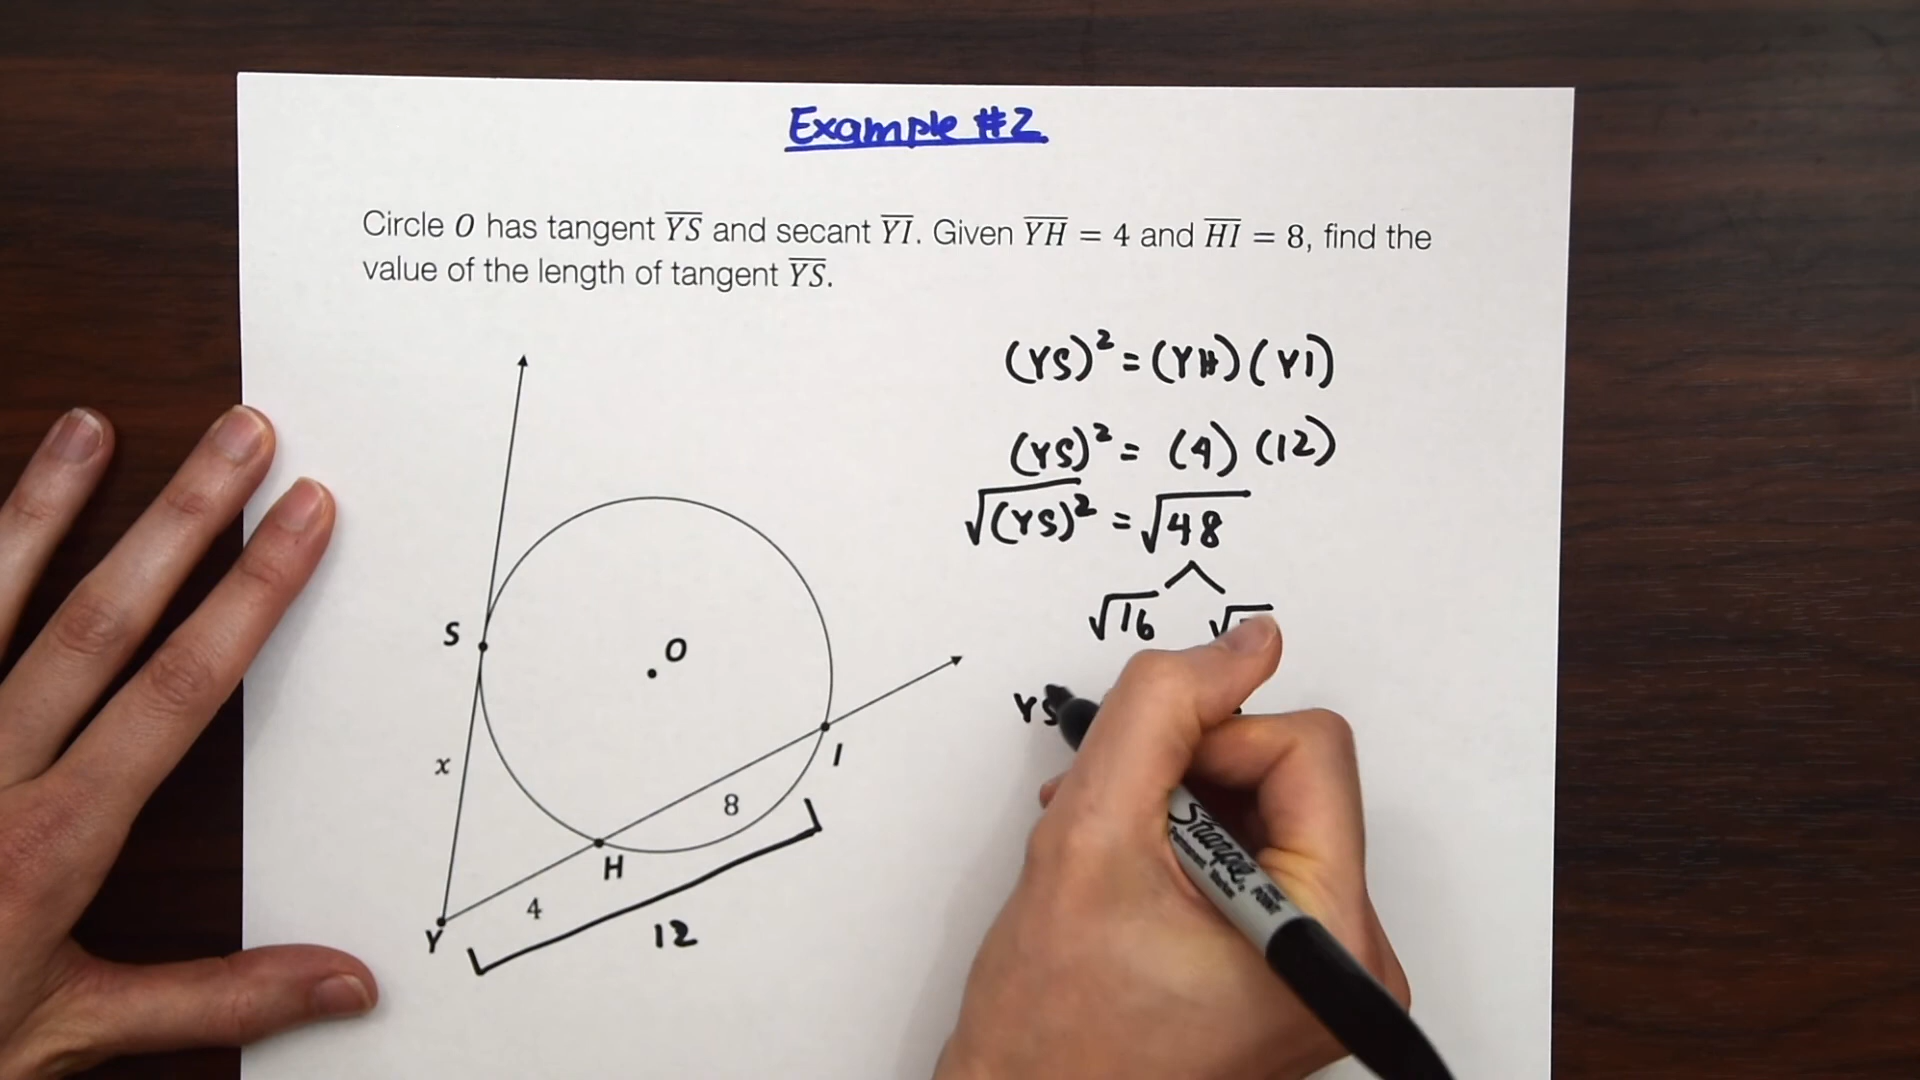 Example #2
Circle O has tangent YS and secant YI. Given YH = 4 and HI = 8, find the
value of the length of tangent YS.
(YS)² = (YH)(YI)
(YS)² = (4)(12)
√(YS)² = √48
√16
YS
S
O
x
I
8
H
4
Y
12
Sharpie